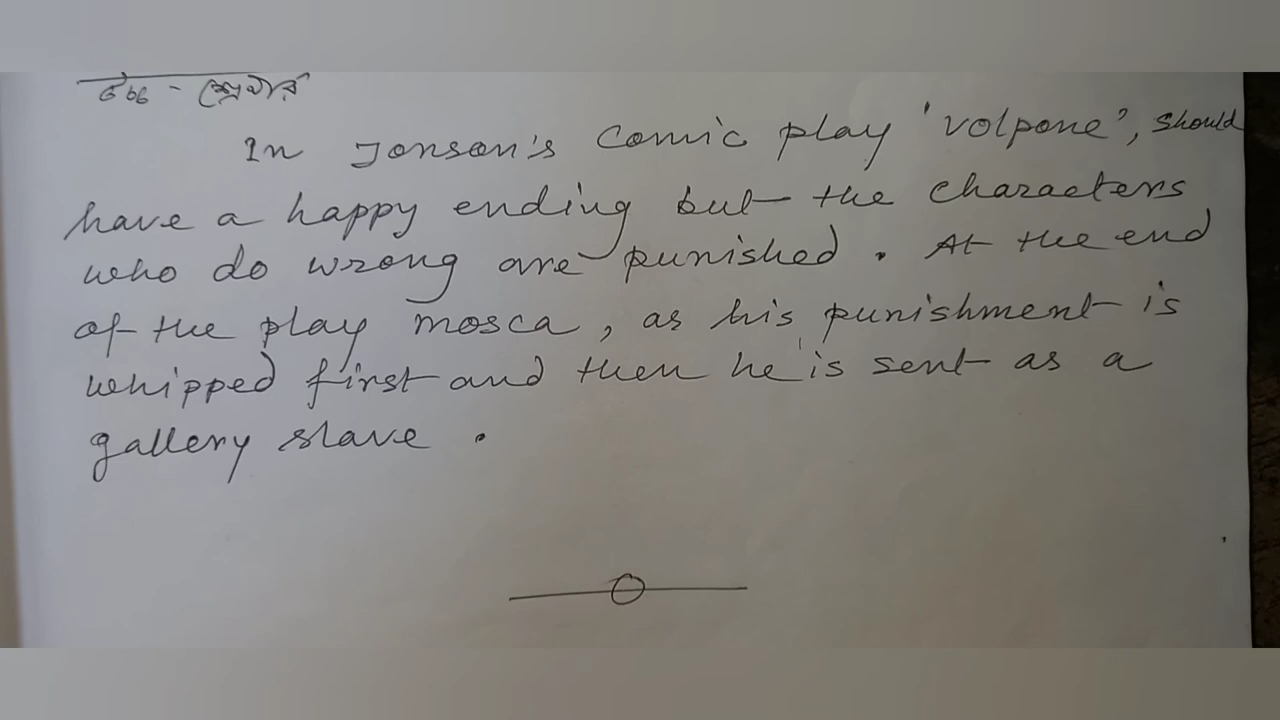 In Jonson's comic play 'volpone', should
have a happy ending but the characters
who do wrong are punished. At the end
of the play mosca, as his punishment is
whipped first and then he is sent as a
gallery slave.